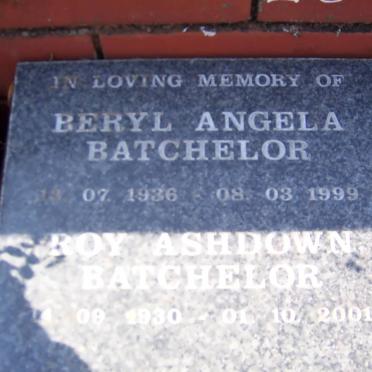 IN LOVING MEMORY OF
BERYL ANGELA
BATCHELOR
07 1936 - 08. 03 1999
ROY ASHDOWN
BATCHELOR
09 1930 - 01. 10. 2001